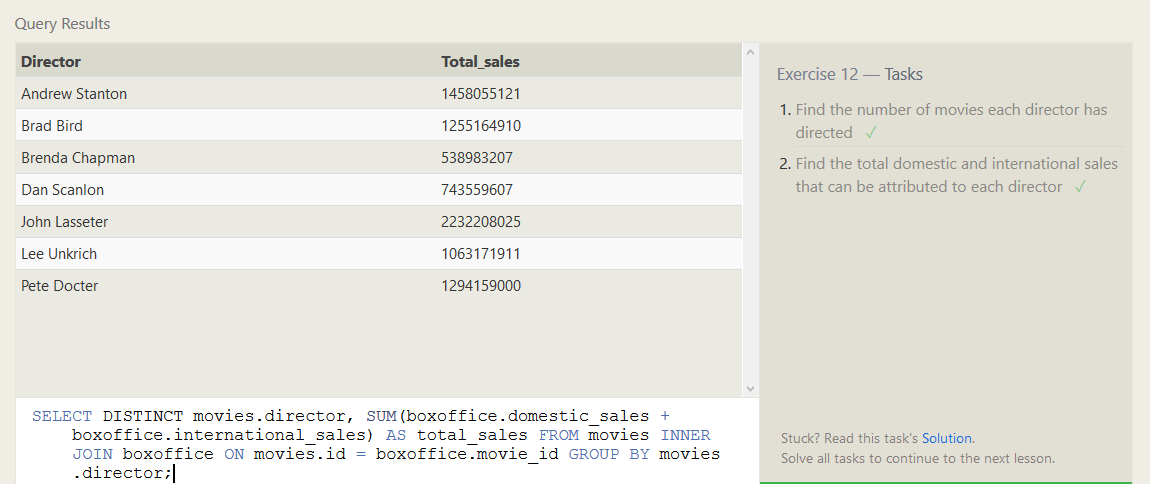 Query Results
Director Total_sales
Andrew Stanton 1458055121
Brad Bird 1255164910
Brenda Chapman 538983207
Dan Scanlon 743559607
John Lasseter 2232208025
Lee Unkrich 1063171911
Pete Docter 1294159000
SELECT DISTINCT movies.director, SUM(boxoffice.domestic_sales +
boxoffice.international_sales) AS total_sales FROM movies INNER
JOIN boxoffice ON movies.id = boxoffice.movie_id GROUP BY movies
.director;
Exercise 12 — Tasks
1. Find the number of movies each director has
directed ✓
2. Find the total domestic and international sales
that can be attributed to each director ✓
Stuck? Read this task's Solution.
Solve all tasks to continue to the next lesson.